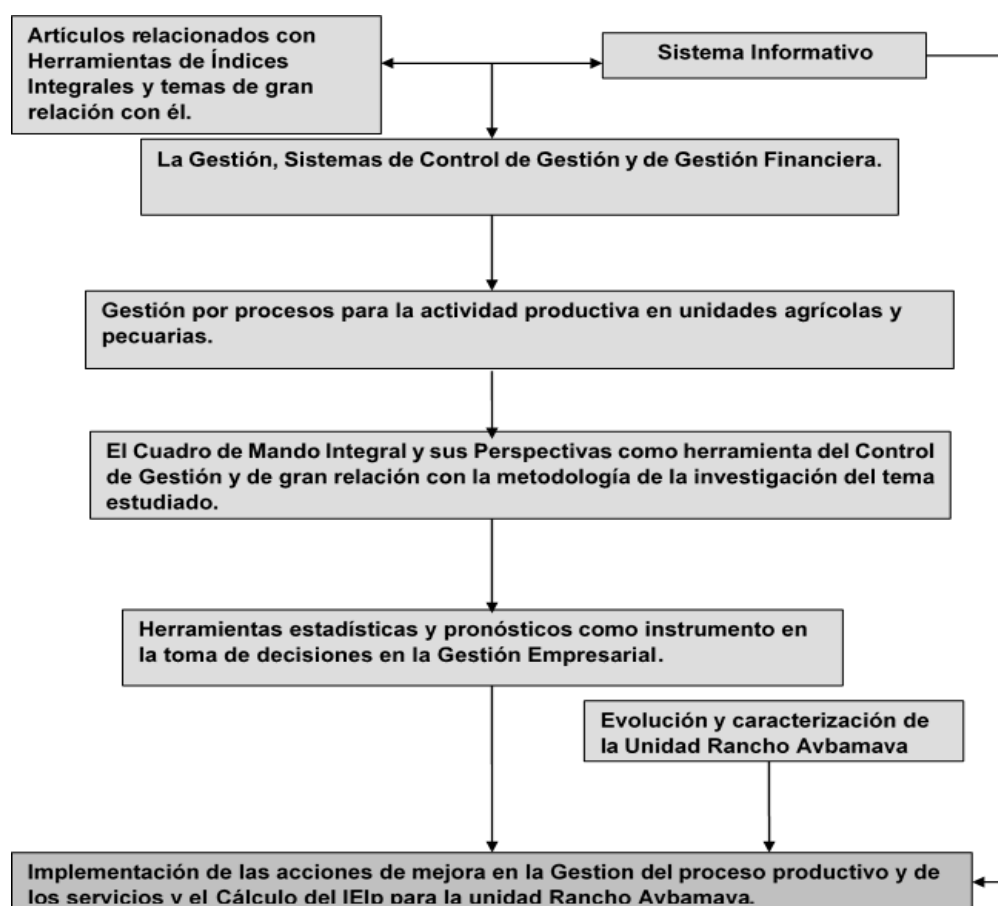 Artículos relacionados con
Herramientas de Índices
Integrales y temas de gran
relación con él.
Sistema Informativo
La Gestión, Sistemas de Control de Gestión y de Gestión Financiera.
Gestión por procesos para la actividad productiva en unidades agrícolas y
pecuarias.
El Cuadro de Mando Integral y sus Perspectivas como herramienta del Control
de Gestión y de gran relación con la metodología de la investigación del tema
estudiado.
Herramientas estadísticas y pronósticos como instrumento en
la toma de decisiones en la Gestión Empresarial.
Evolución y caracterización de
la Unidad Rancho Avbamava
Implementación de las acciones de mejora en la Gestion del proceso productivo y de
los servicios y el Cálculo del IEIp para la unidad Rancho Avbamava.